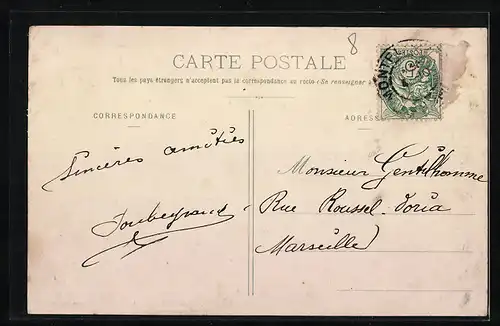 8
CARTE POSTALE
Tous les pays étrangers n'acceptent pas la correspondance au recto (Se renseigner à
CORRESPONDANCE
ADRESSE
Sincères amitiés
Monsieur Gentilhomme
Rue Roussel-Doria
Marseille